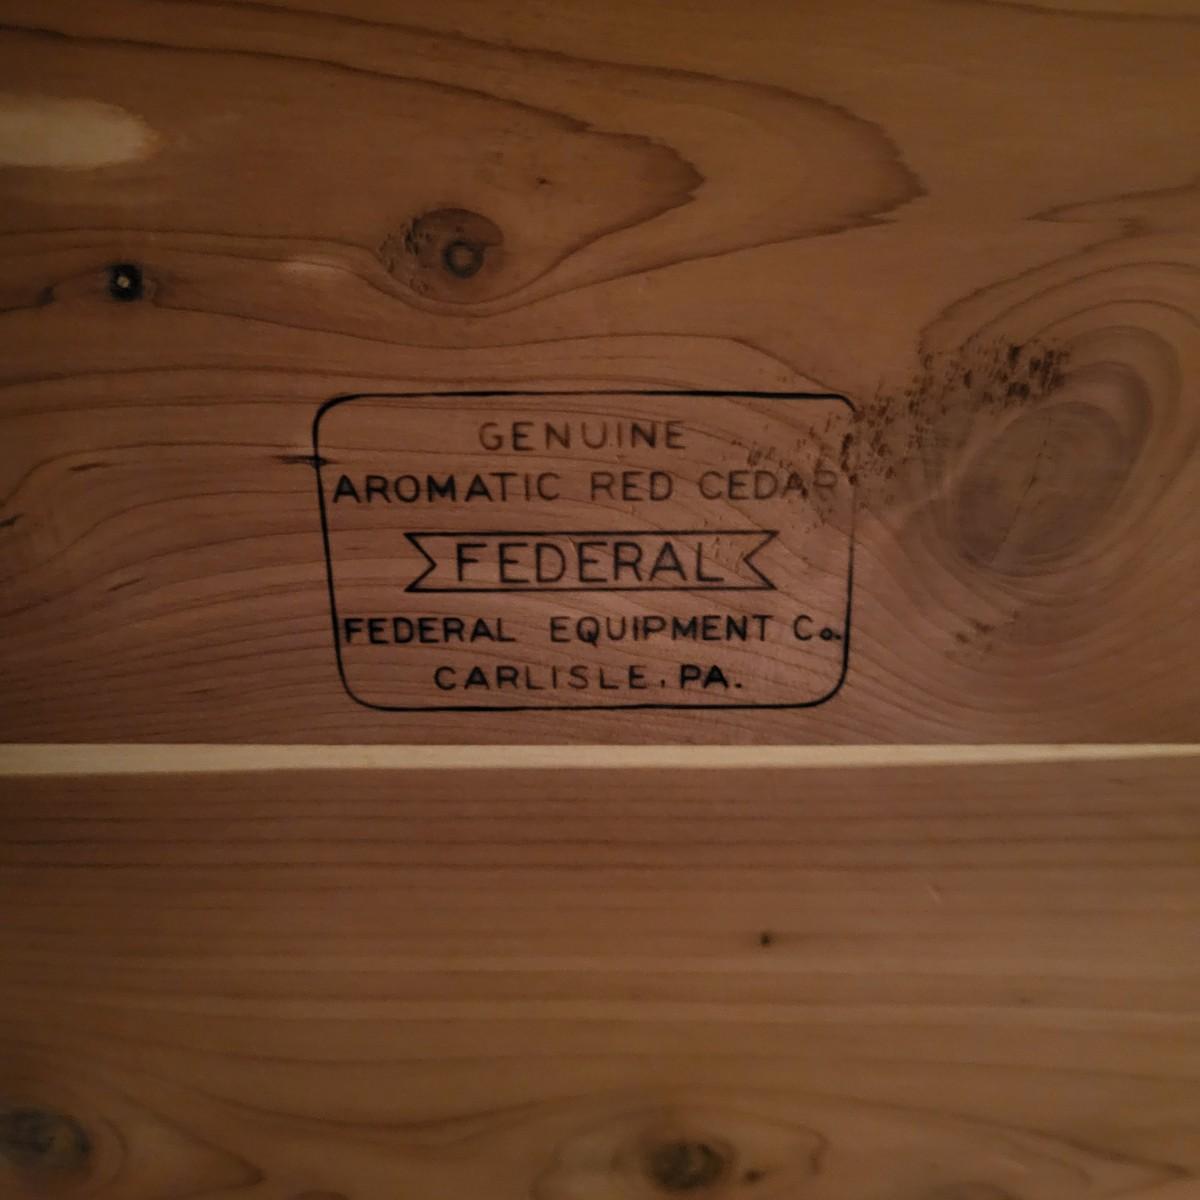 GENUINE
AROMATIC RED CEDAR
FEDERAL
FEDERAL EQUIPMENT Co.
CARLISLE, PA.